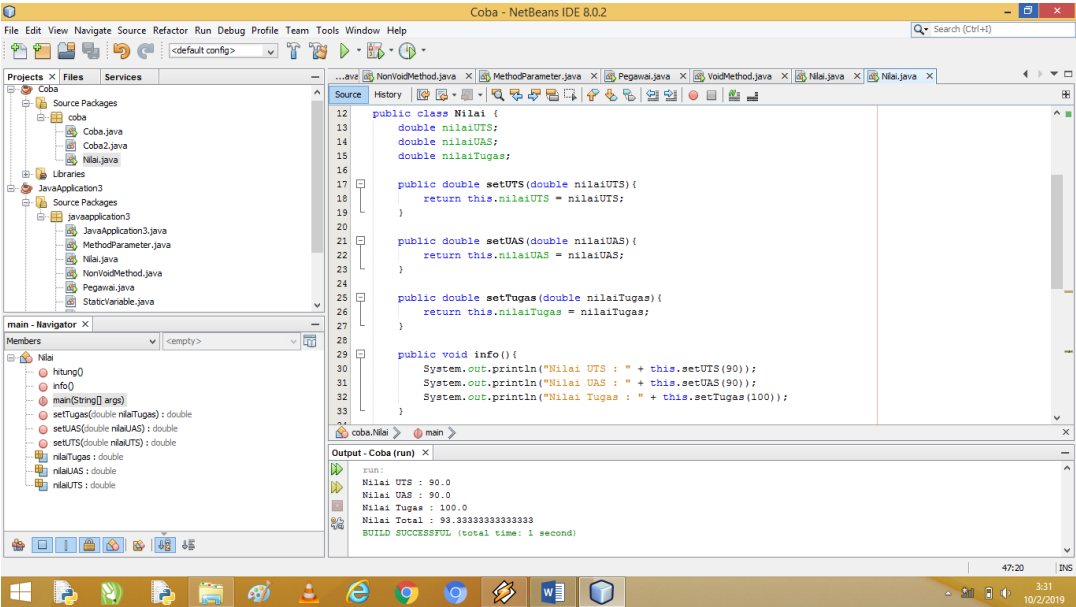 Coba - NetBeans IDE 8.0.2
File Edit View Navigate Source Refactor Run Debug Profile Team Tools Window Help
Search (Ctrl+I)
<default config>
Projects Files Services
Coba
Source Packages
coba
Coba.java
Coba2.java
Nilai.java
Libraries
JavaApplication3
Source Packages
javaapplication3
JavaApplication3.java
MethodParameter.java
Nilai.java
NonVoidMethod.java
Pegawai.java
StaticVariable.java
main - Navigator
Members <empty>
Nilai
hitung()
info()
main(String[] args)
setTugas(double nilaiTugas) : double
setUAS(double nilaiUAS) : double
setUTS(double nilaiUTS) : double
nilaiTugas : double
nilaiUAS : double
nilaiUTS : double
...ava NonVoidMethod.java MethodParameter.java Pegawai.java VoidMethod.java Nilai.java Nilai.java
Source History
12 public class Nilai {
13 double nilaiUTS;
14 double nilaiUAS;
15 double nilaiTugas;
16
17 public double setUTS(double nilaiUTS){
18 return this.nilaiUTS = nilaiUTS;
19 }
20
21 public double setUAS(double nilaiUAS){
22 return this.nilaiUAS = nilaiUAS;
23 }
24
25 public double setTugas(double nilaiTugas){
26 return this.nilaiTugas = nilaiTugas;
27 }
28
29 public void info(){
30 System.out.println("Nilai UTS : " + this.setUTS(90));
31 System.out.println("Nilai UAS : " + this.setUAS(90));
32 System.out.println("Nilai Tugas : " + this.setTugas(100));
33 }
coba.Nilai main
Output - Coba (run)
run:
Nilai UTS : 90.0
Nilai UAS : 90.0
Nilai Tugas : 100.0
Nilai Total : 93.33333333333333
BUILD SUCCESSFUL (total time: 1 second)
47:20 INS
3:31
10/2/2019